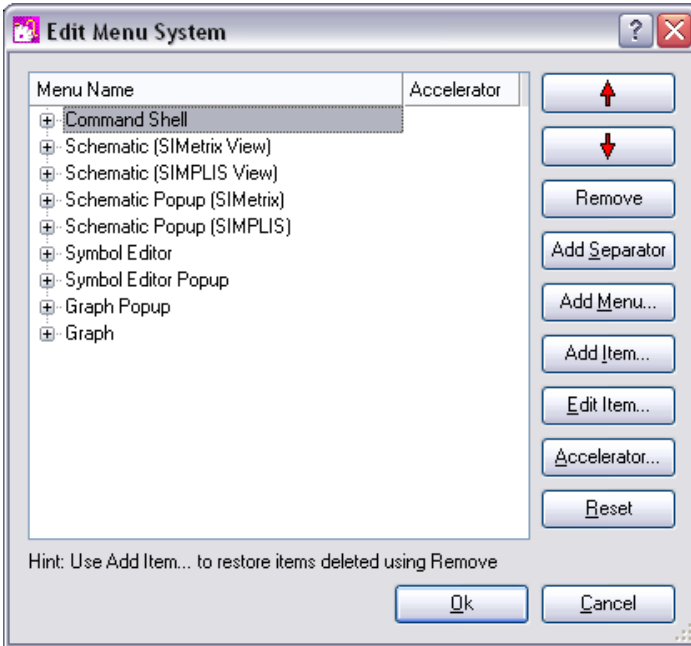 Edit Menu System
Menu Name Accelerator
Command Shell
Schematic (SIMetrix View)
Schematic (SIMPLIS View)
Schematic Popup (SIMetrix)
Schematic Popup (SIMPLIS)
Symbol Editor
Symbol Editor Popup
Graph Popup
Graph
Remove
Add Separator
Add Menu...
Add Item...
Edit Item...
Accelerator...
Reset
Hint: Use Add Item... to restore items deleted using Remove
Ok Cancel